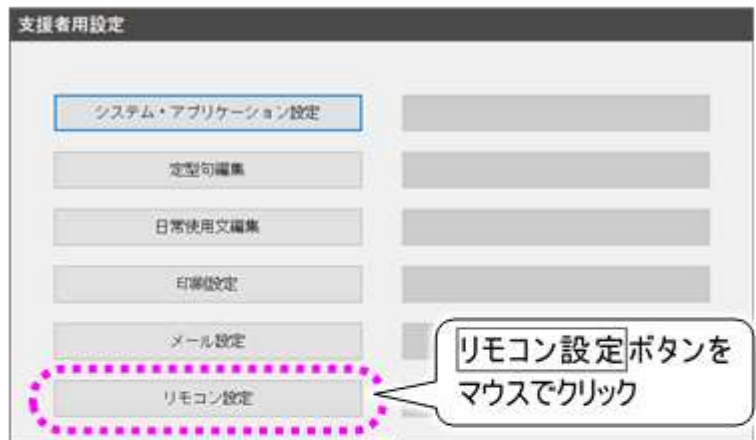 支援者用設定
システム・アプリケーション設定
定型句編集
日常使用文編集
印刷設定
メール設定
リモコン設定
リモコン設定ボタンを
マウスでクリック